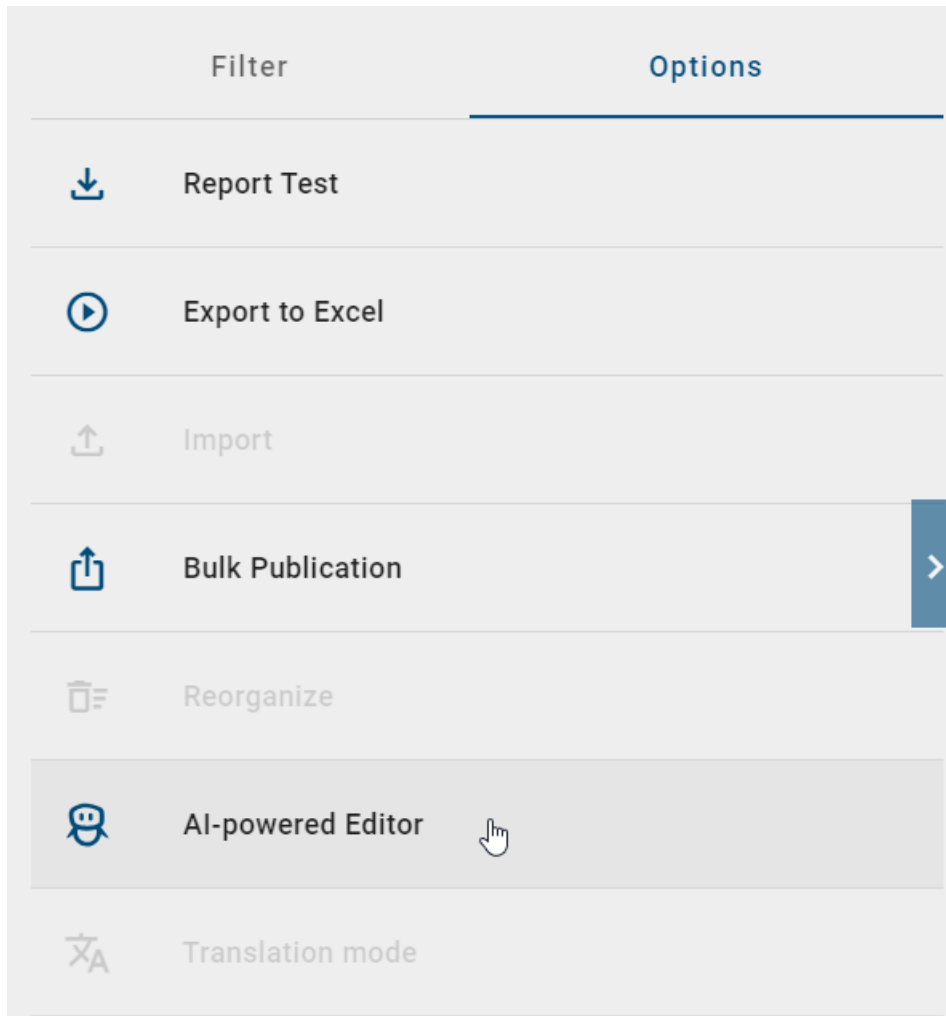 Filter Options
Report Test
Export to Excel
Import
Bulk Publication
Reorganize
AI-powered Editor
Translation mode